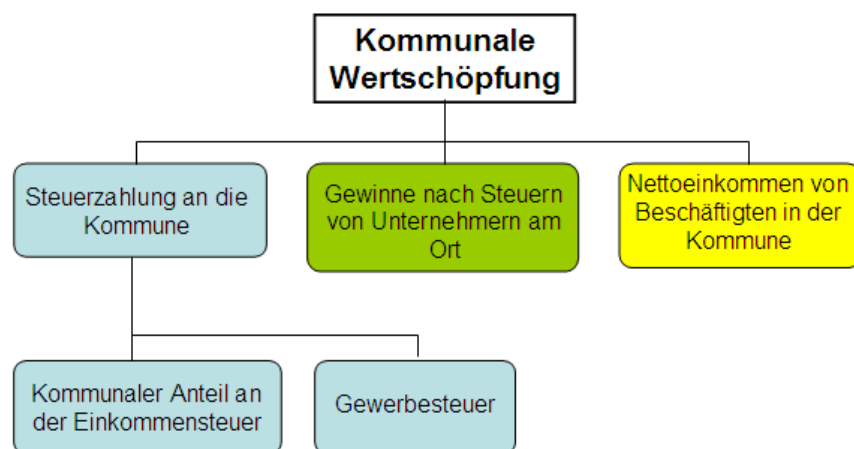 Kommunale
Wertschöpfung
Steuerzahlung an die
Kommune
Gewinne nach Steuern
von Unternehmern am
Ort
Nettoeinkommen von
Beschäftigten in der
Kommune
Kommunaler Anteil an
der Einkommensteuer
Gewerbesteuer